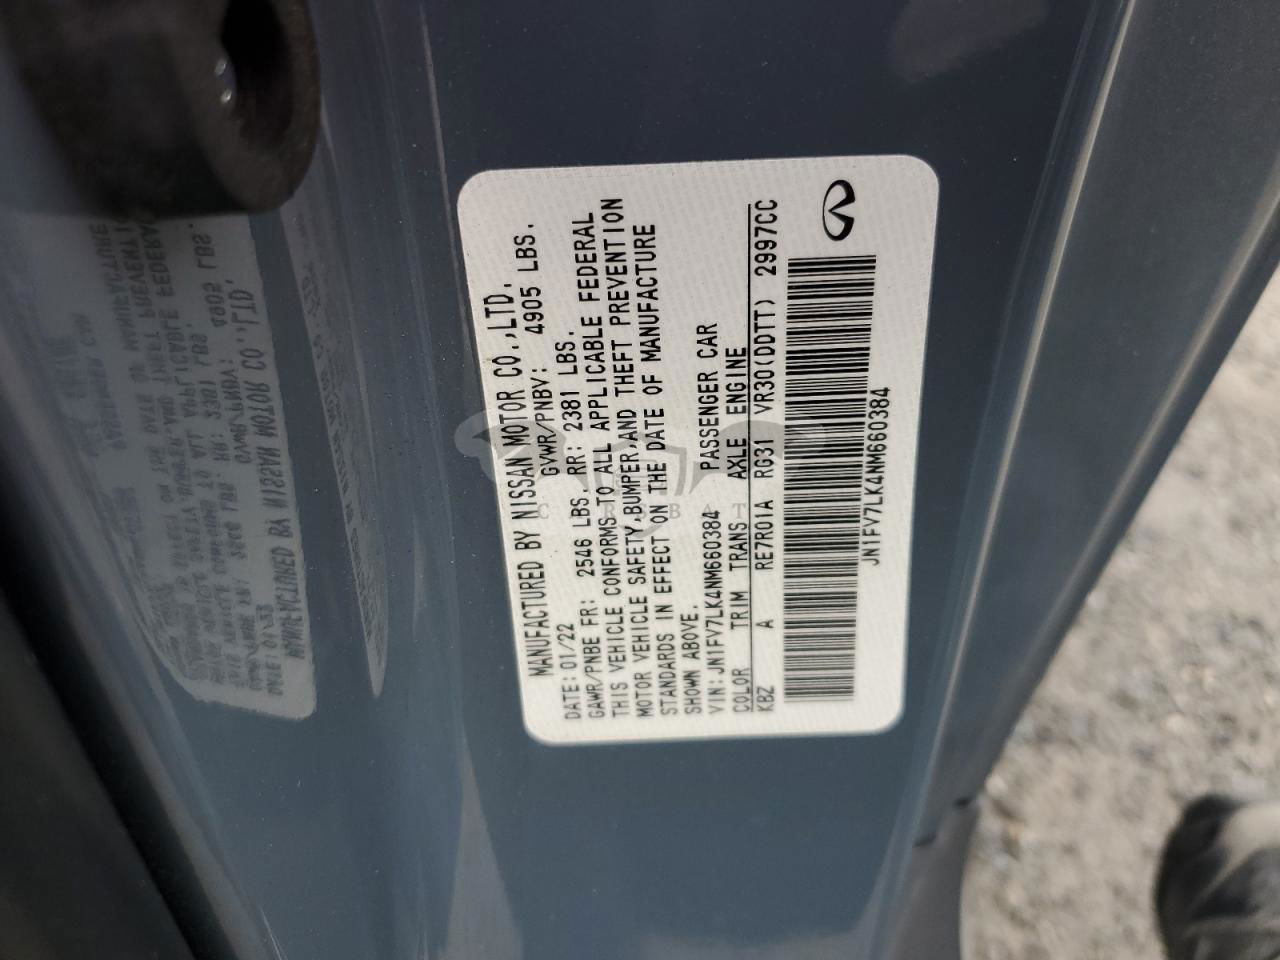 MANUFACTURED BY NISSAN MOTOR CO.,LTD.
DATE: 01/22 GVWR/PNBV: 4905 LBS.
GAWR/PNBE FR: 2546 LBS. RR: 2381 LBS.
THIS VEHICLE CONFORMS TO ALL APPLICABLE FEDERAL
MOTOR VEHICLE SAFETY,BUMPER,AND THEFT PREVENTION
STANDARDS IN EFFECT ON THE DATE OF MANUFACTURE
SHOWN ABOVE.
VIN: JN1FV7LK4NM660384 PASSENGER CAR
COLOR TRIM TRANS AXLE ENGINE
KBZ A RE7R01A RG31 VR30(DDTT) 2997CC
JN1FV7LK4NM660384